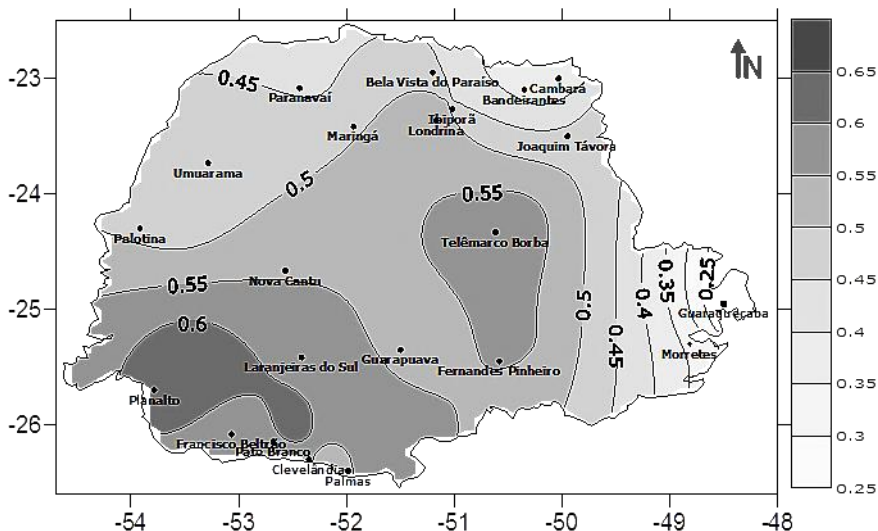 N
-23
-24
-25
-26
-54
-53
-52
-51
-50
-49
-48
0.45
Paranavaí
Bela Vista do Paraíso
Cambará
Bandeirantes
Ibiporã
Londrina
Maringá
Joaquim Távora
Umuarama
0.5
0.55
Palotina
Telêmarco Borba
Nova Cantu
0.55
0.6
0.5
0.45
0.4
0.35
0.25
Guaraqueçaba
Morretes
Guarapuava
Laranjeiras do Sul
Fernandes Pinheiro
Planalto
Francisco Beltrão
Pato Branco
Clevelândia
Palmas
0.65
0.6
0.55
0.5
0.45
0.4
0.35
0.3
0.25